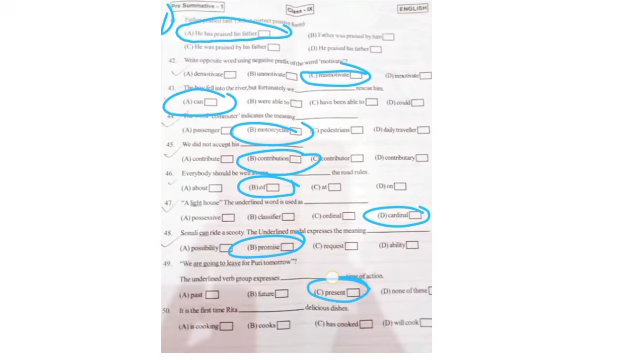 Pro Summative - 1 Class - IX ENGLISH
(A) He has praised his father (B) Father was praised by him
(C) He was praised by his father (D) He praised his father
42. Write opposite word using negative prefix of the word 'motivate'
(A) demotivate (B) unmotivate (C) (D)
43. fell into the river, but fortunately we rescue him.
(A) can (B) were able to (C) have been able to (D) could
44. The word 'commuter' indicates the meaning
(A) passenger (B) motorcyclist (C) pedestrians (D) daily traveller
45. We did not accept his
(A) contribute (B) contribution (C) contributor (D) contributary
46. Everybody should be well the road rules.
(A) about (B) of (C) at (D) on
47. "A light house" The underlined word is used as
(A) possessive (B) classifier (C) ordinal (D) cardinal
48. Sonali can ride a scooty. The Underlined modal expresses the meaning
(A) possibility (B) promise (C) request (D) ability
49. "We are going to leave for Puri tomorrow"?
The underlined verb group expresses time of action.
(A) past (B) future (C) present (D) none of these
50. It is the first time Rita delicious dishes.
(A) is cooking (B) cooks (C) has cooked (D) will cook